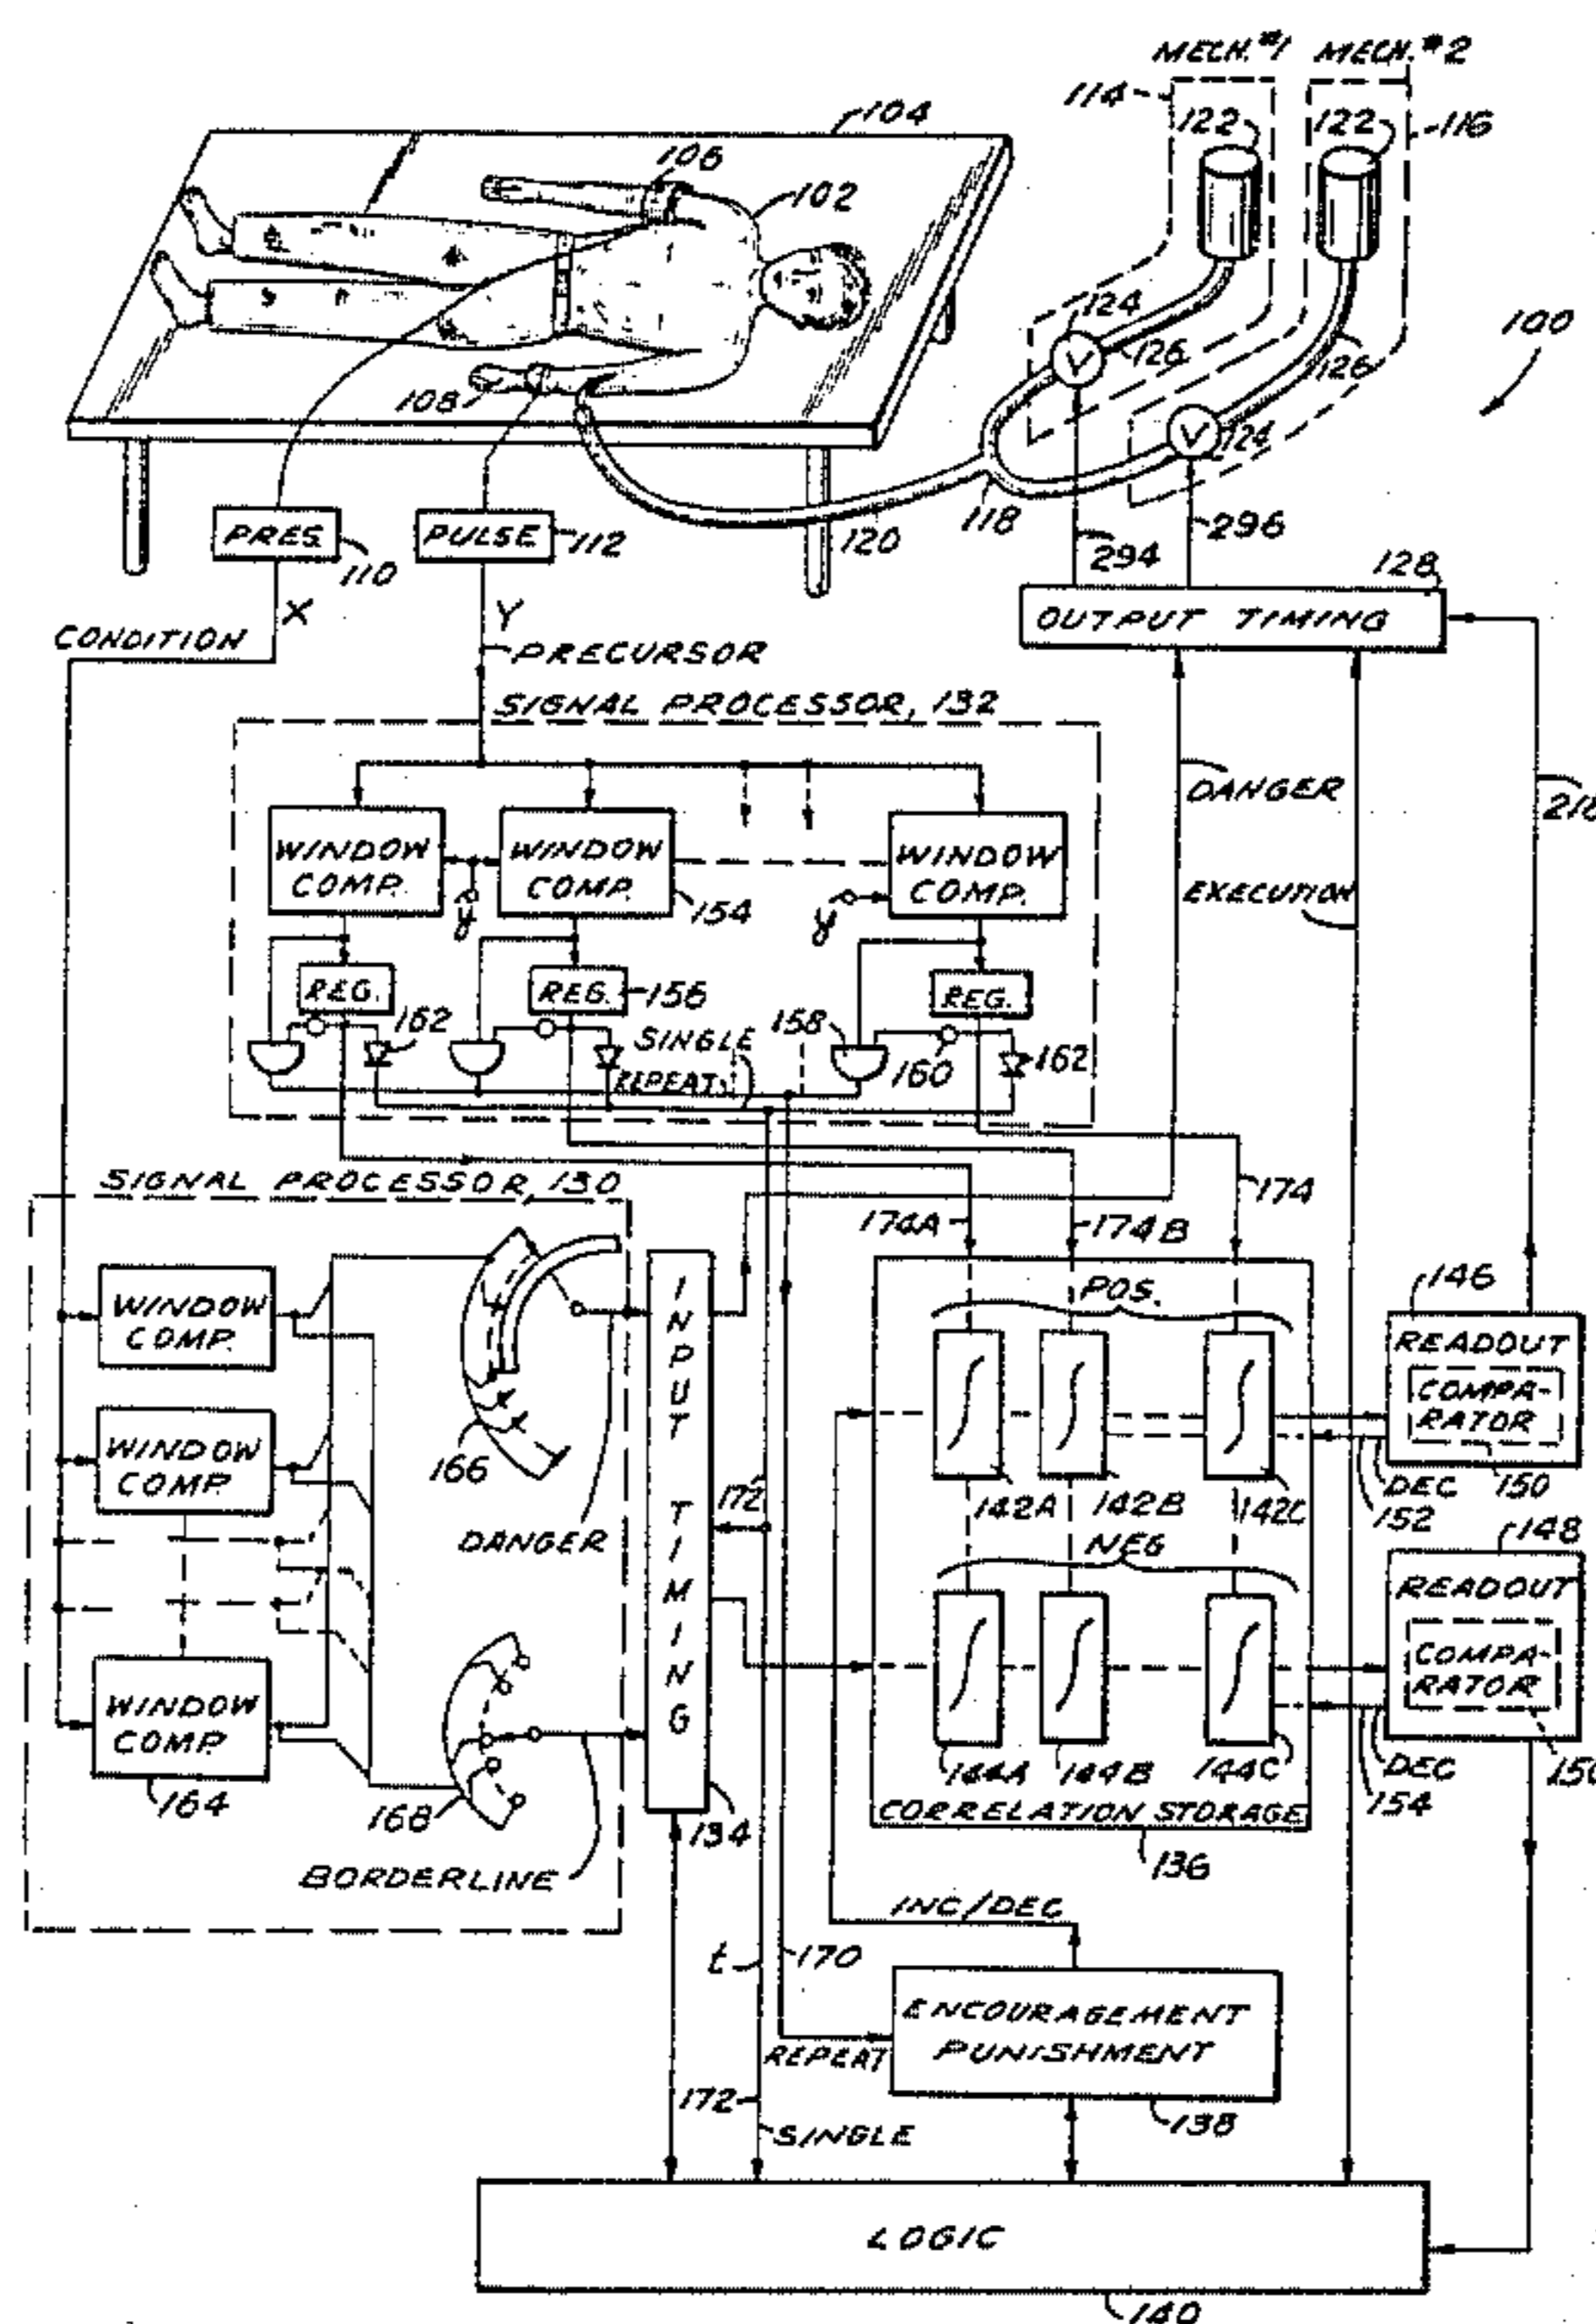 MECH. #1 MECH. #2
104
114
122
122
116
106
102
124
126
126
100
108
124
118
120
294
296
PRES.
110
PULSE
112
128
X
Y
CONDITION
PRECURSOR
OUTPUT TIMING
SIGNAL PROCESSOR, 132
DANGER
218
WINDOW COMP.
WINDOW COMP.
WINDOW COMP.
y
154
y
EXECUTION
REG.
REG.
156
REG.
162
SINGLE
158
REPEAT
160
162
SIGNAL PROCESSOR, 130
174A
174B
174
WINDOW COMP.
INPUT TIMING
POS.
146
READOUT
COMPA-
RATOR
WINDOW COMP.
166
DANGER
172
142A
142B
142C
DEC
150
152
NEG
148
READOUT
COMPA-
RATOR
WINDOW COMP.
164
168
134
144A
144B
144C
DEC
154
CORRELATION STORAGE
136
BORDERLINE
INC/DEC
t
170
ENCOURAGEMENT
PUNISHMENT
REPEAT
172
138
SINGLE
LOGIC
140